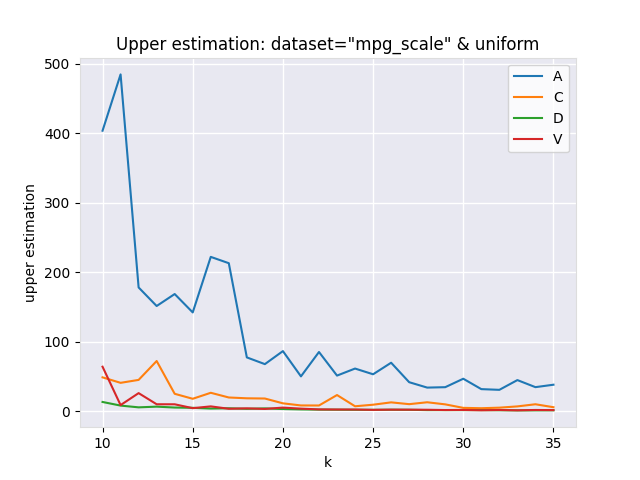 Upper estimation: dataset="mpg_scale" & uniform
500
400
300
200
100
0
upper estimation
A
C
D
V
10
15
20
25
30
35
k